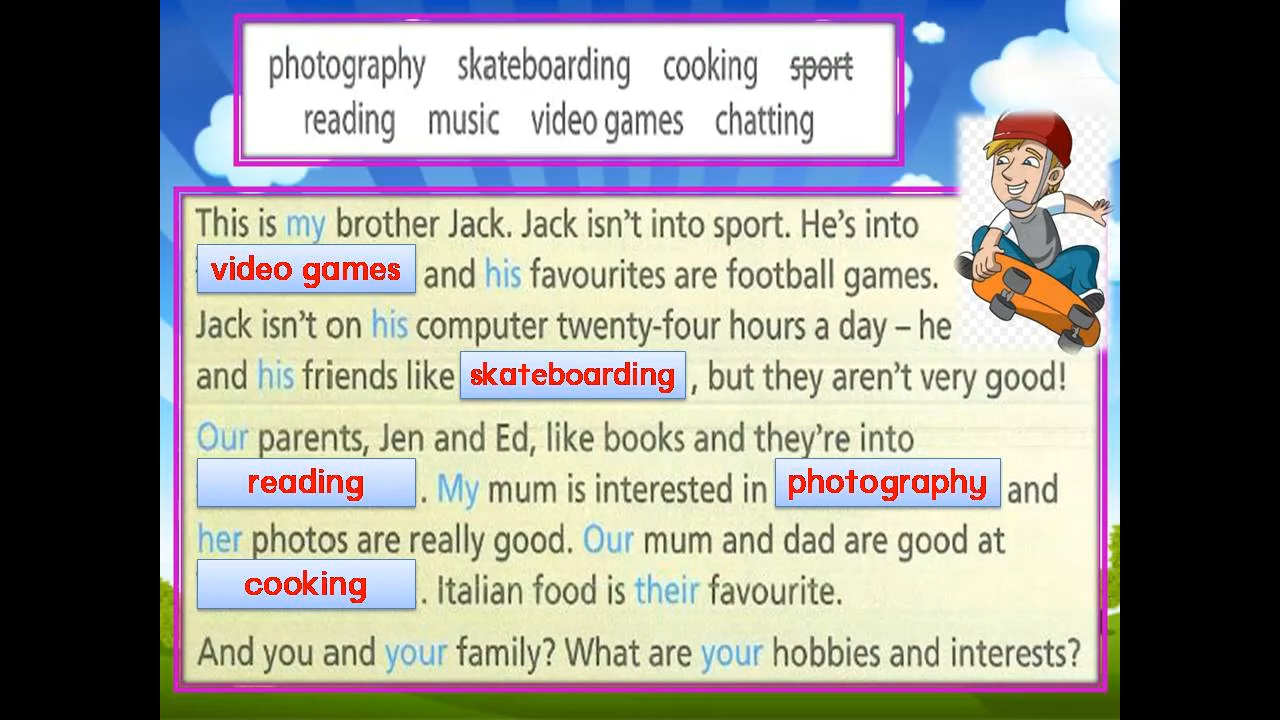 photography skateboarding cooking sport
reading music video games chatting
This is my brother Jack. Jack isn't into sport. He's into
video games and his favourites are football games.
Jack isn't on his computer twenty-four hours a day – he
and his friends like skateboarding, but they aren't very good!
Our parents, Jen and Ed, like books and they're into
reading. My mum is interested in photography and
her photos are really good. Our mum and dad are good at
cooking. Italian food is their favourite.
And you and your family? What are your hobbies and interests?